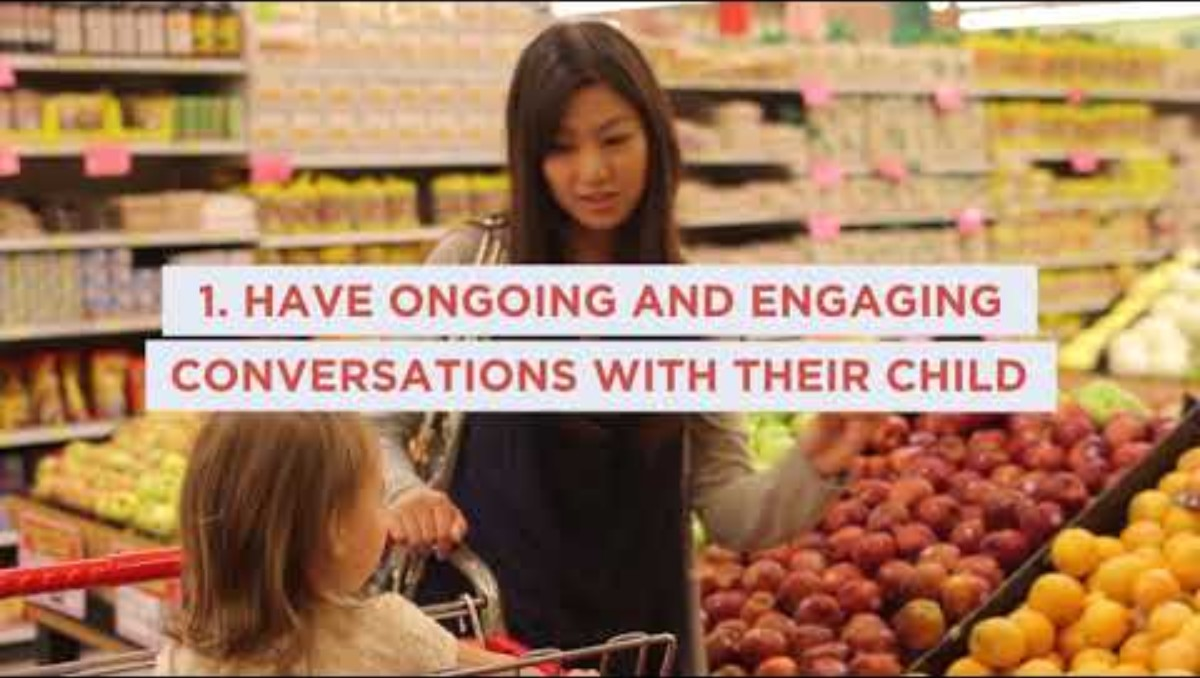 1. HAVE ONGOING AND ENGAGING
CONVERSATIONS WITH THEIR CHILD